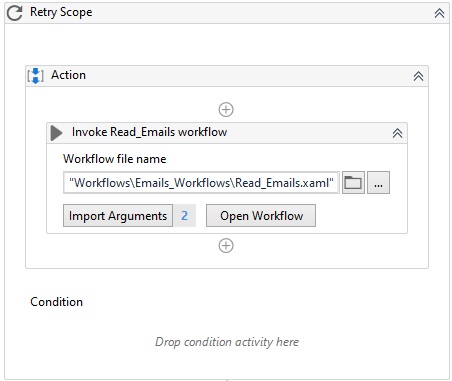 Retry Scope
Action
Invoke Read_Emails workflow
Workflow file name
"Workflows\Emails_Workflows\Read_Emails.xaml"
...
Import Arguments 2 Open Workflow
Condition
Drop condition activity here